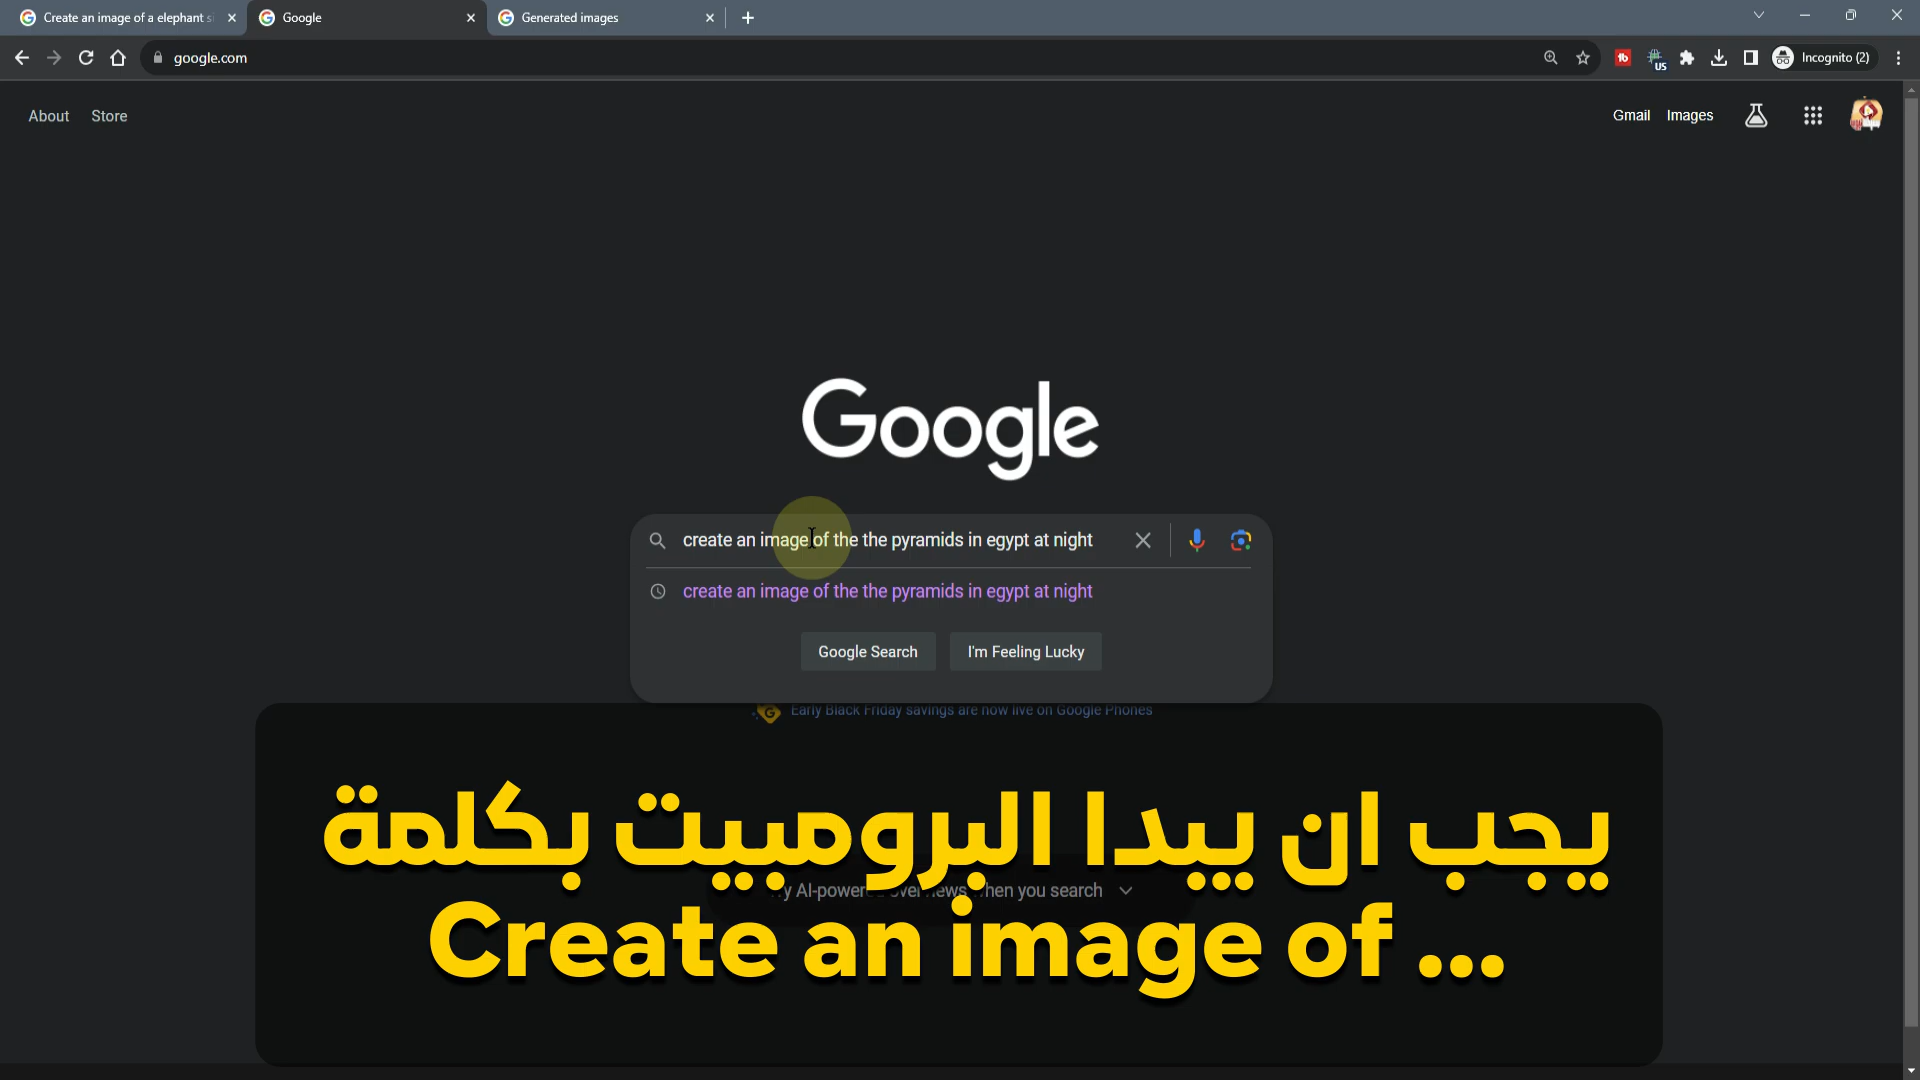 Create an image of a elephant s
Google
Generated images
google.com
US
Incognito (2)
About
Store
Gmail
Images
Google
create an image of the the pyramids in egypt at night
create an image of the the pyramids in egypt at night
Google Search
I'm Feeling Lucky
Early Black Friday savings are now live on Google Phones
يجب ان يبدا البرومبيت بكلمة
you search
Create an image of ...